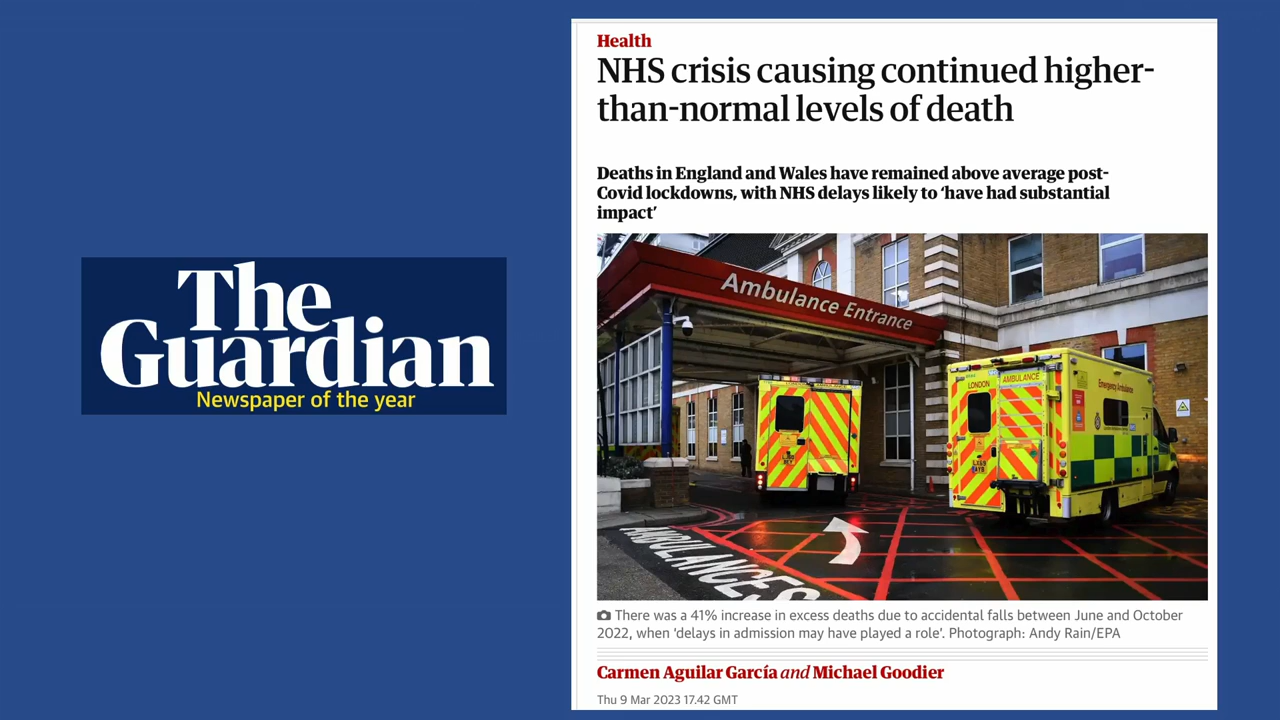 The
Guardian
Newspaper of the year
Health
NHS crisis causing continued higher-
than-normal levels of death
Deaths in England and Wales have remained above average post-
Covid lockdowns, with NHS delays likely to ‘have had substantial
impact’
Ambulance Entrance
LONDON AMBULANCE
Emergency Ambulance
AMBULANCES
There was a 41% increase in excess deaths due to accidental falls between June and October
2022, when ‘delays in admission may have played a role’. Photograph: Andy Rain/EPA
Carmen Aguilar García and Michael Goodier
Thu 9 Mar 2023 17.42 GMT